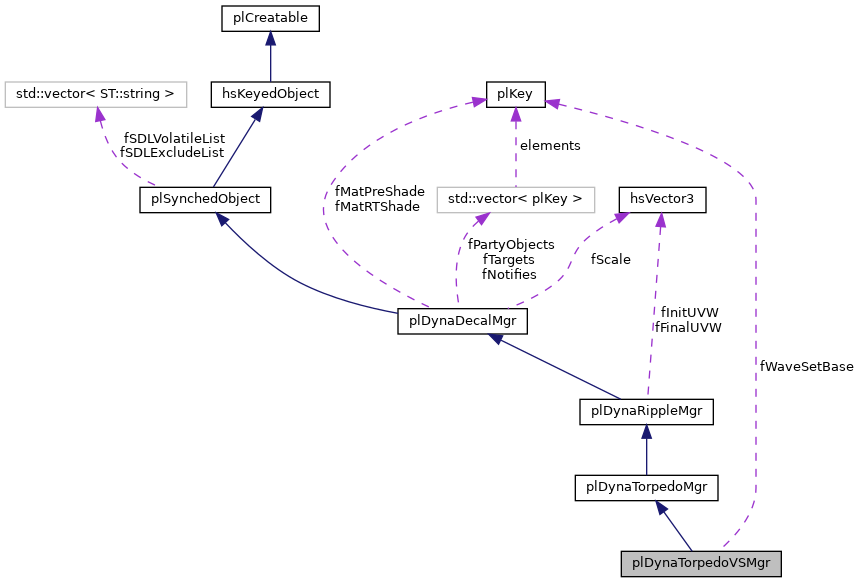 plCreatable
std::vector< ST::string >
hsKeyedObject
plKey
fSDLVolatileList
fSDLExcludeList
elements
fMatPreShade
fMatRTShade
plSynchedObject
std::vector< plKey >
hsVector3
fPartyObjects
fTargets
fNotifies
fScale
plDynaDecalMgr
fInitUVW
fFinalUVW
fWaveSetBase
plDynaRippleMgr
plDynaTorpedoMgr
plDynaTorpedoVSMgr